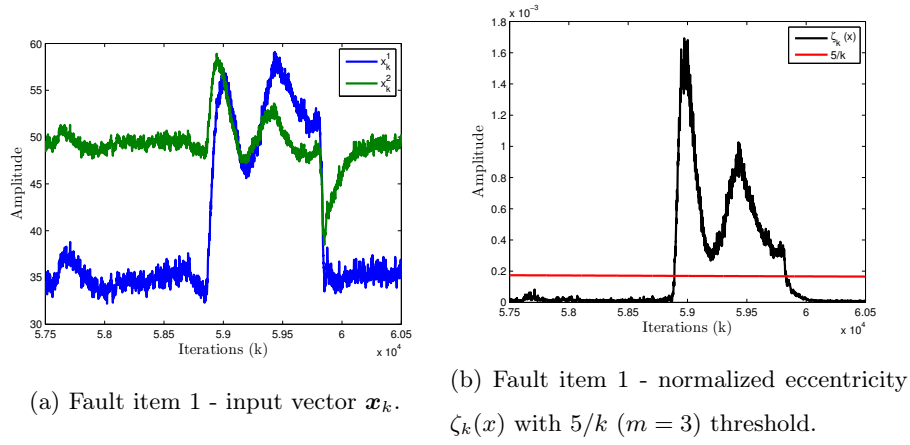 60
55
50
45
40
35
30
Amplitude
x_k^1
x_k^2
5.75 5.8 5.85 5.9 5.95 6 6.05
Iterations (k)
x 10^4
(a) Fault item 1 - input vector x_k.
x 10^-3
1.8
1.6
1.4
1.2
1
0.8
0.6
0.4
0.2
0
Amplitude
ζ_k (x)
5/k
5.75 5.8 5.85 5.9 5.95 6 6.05
Iterations (k)
x 10^4
(b) Fault item 1 - normalized eccentricity
ζ_k(x) with 5/k (m = 3) threshold.